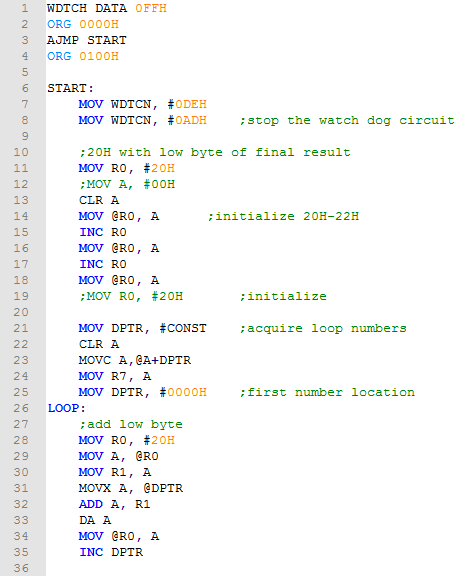 1 WDTCH DATA 0FFH
2 ORG 0000H
3 AJMP START
4 ORG 0100H
5
6 START:
7 MOV WDTCN, #0DEH
8 MOV WDTCN, #0ADH ;stop the watch dog circuit
9
10 ;20H with low byte of final result
11 MOV R0, #20H
12 ;MOV A, #00H
13 CLR A
14 MOV @R0, A ;initialize 20H-22H
15 INC R0
16 MOV @R0, A
17 INC R0
18 MOV @R0, A
19 ;MOV R0, #20H ;initialize
20
21 MOV DPTR, #CONST ;acquire loop numbers
22 CLR A
23 MOVC A,@A+DPTR
24 MOV R7, A
25 MOV DPTR, #0000H ;first number location
26 LOOP:
27 ;add low byte
28 MOV R0, #20H
29 MOV A, @R0
30 MOV R1, A
31 MOVX A, @DPTR
32 ADD A, R1
33 DA A
34 MOV @R0, A
35 INC DPTR
36